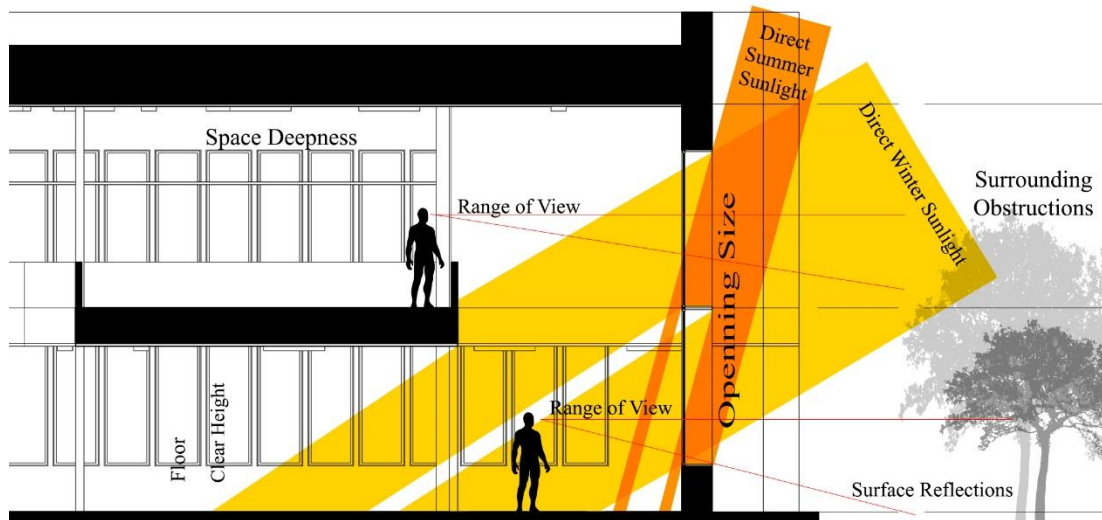 Direct
Summer
Sunlight
Space Deepness
Direct Winter Sunlight
Surrounding
Obstructions
Range of View
Openning Size
Range of View
Floor
Clear Height
Surface Reflections